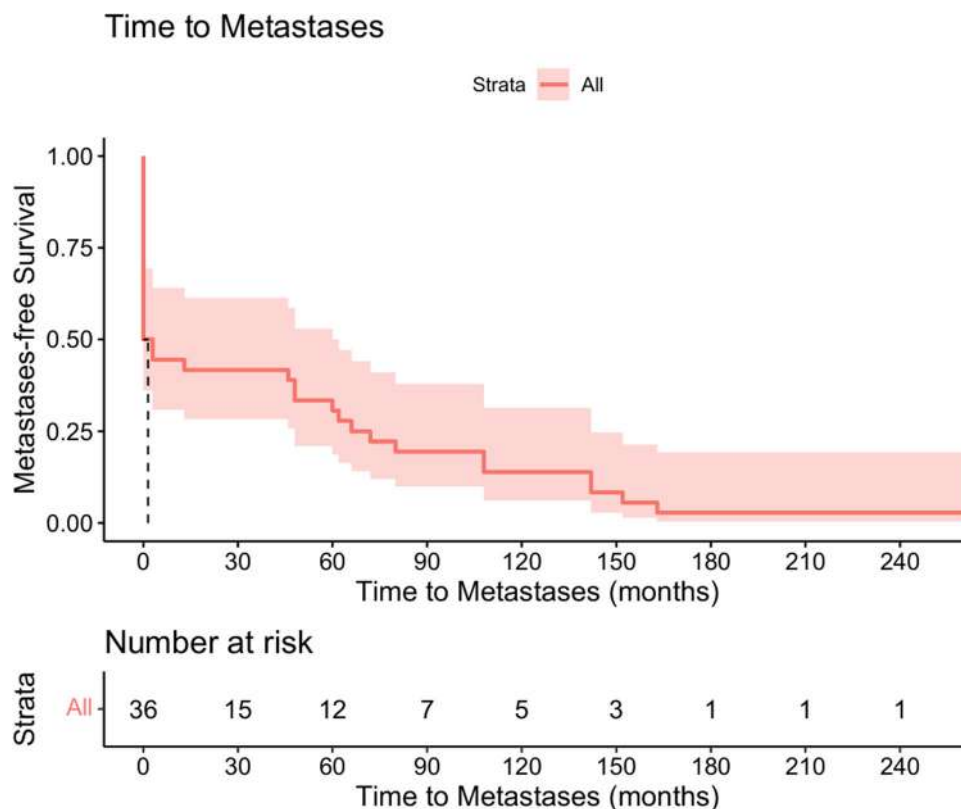 Time to Metastases
Strata All
Metastases-free Survival
1.00
0.75
0.50
0.25
0.00
0 30 60 90 120 150 180 210 240
Time to Metastases (months)
Number at risk
Strata
All 36 15 12 7 5 3 1 1 1
0 30 60 90 120 150 180 210 240
Time to Metastases (months)